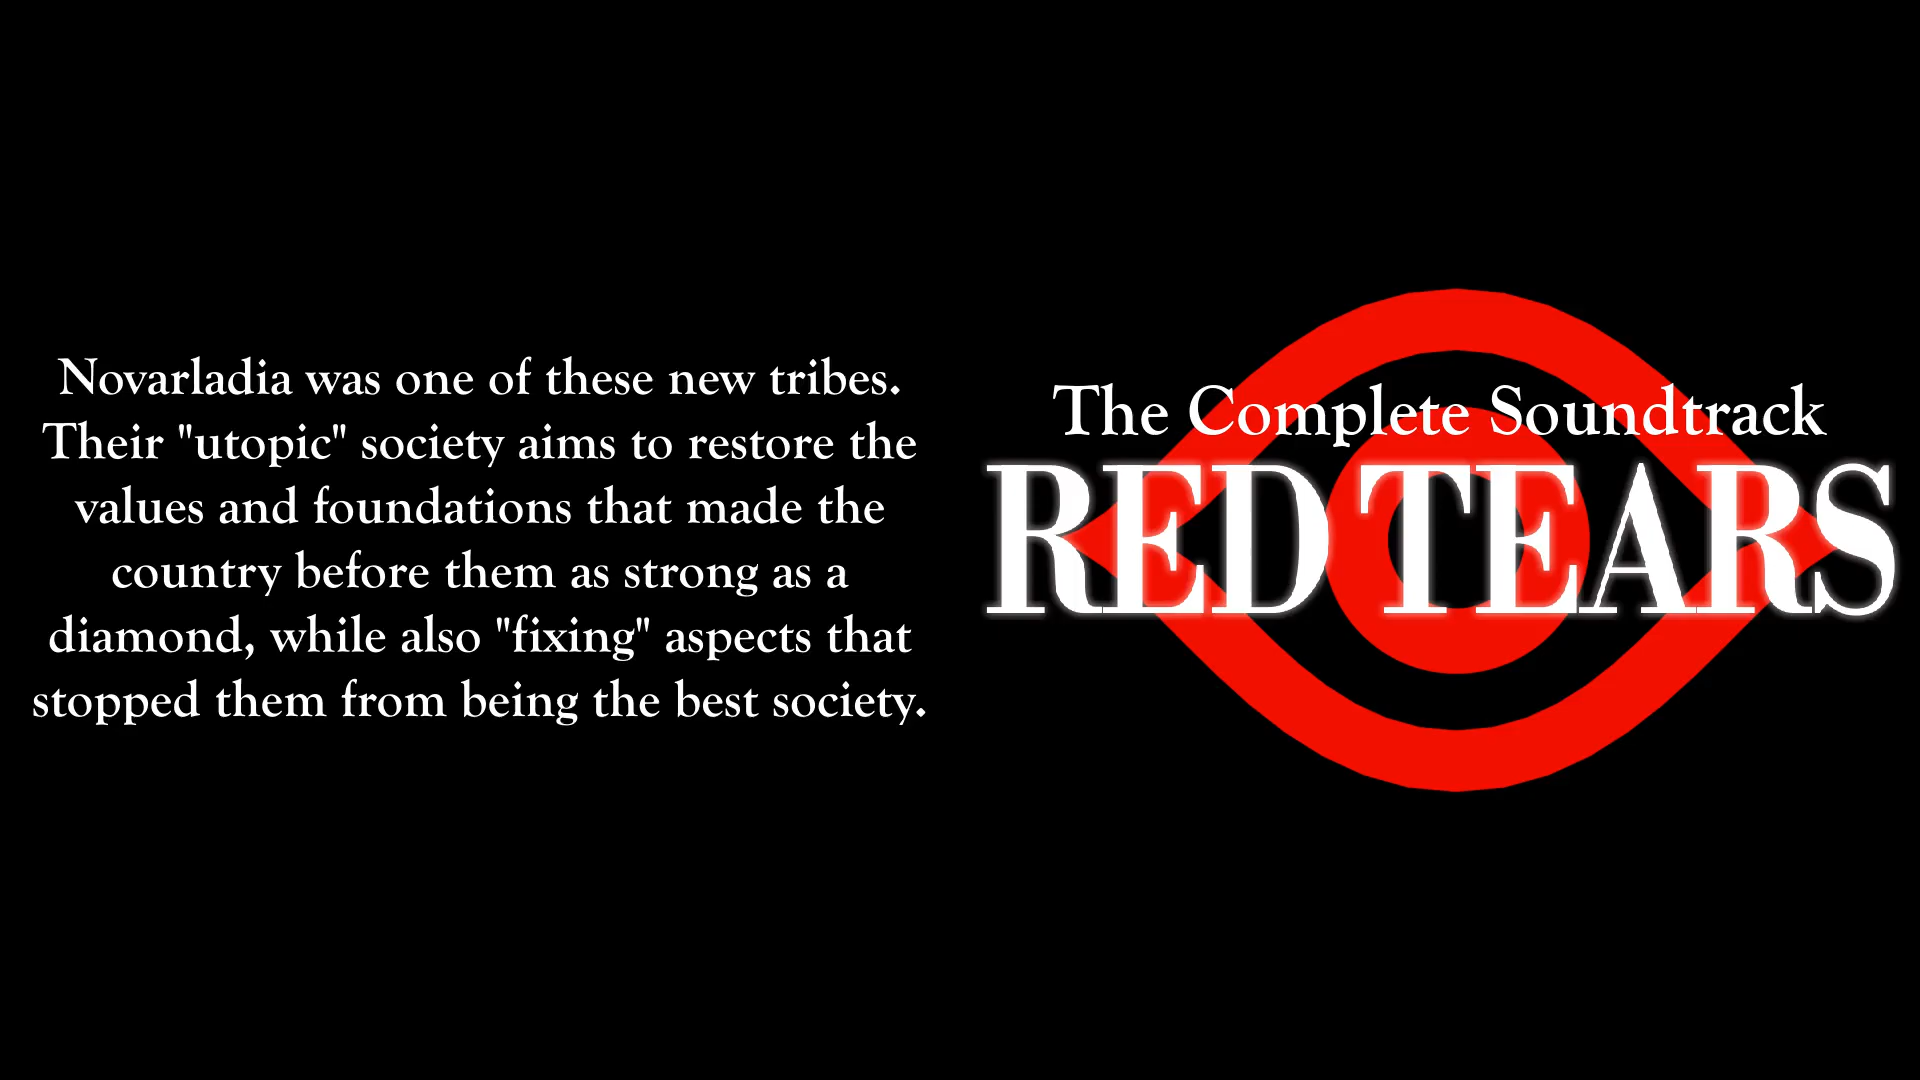 Novarladia was one of these new tribes.
Their "utopic" society aims to restore the
values and foundations that made the
country before them as strong as a
diamond, while also "fixing" aspects that
stopped them from being the best society.
The Complete Soundtrack
RED TEARS